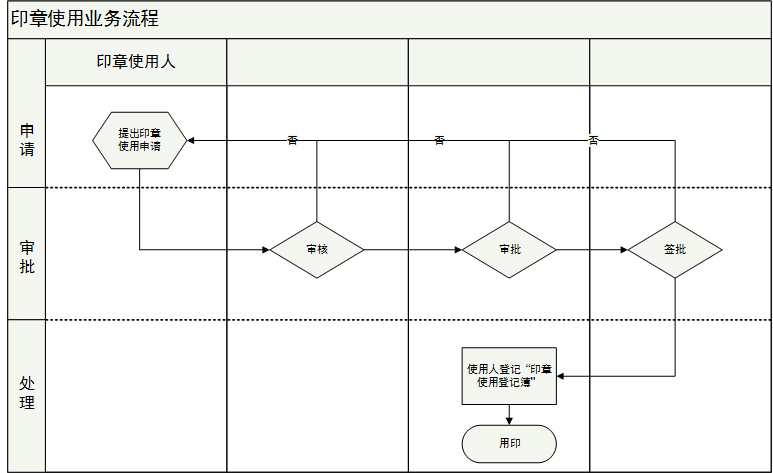 印章使用业务流程
印章使用人
申请
提出印章
使用申请
否
否
否
审批
审核
审批
签批
处理
使用人登记“印章
使用登记簿”
用印